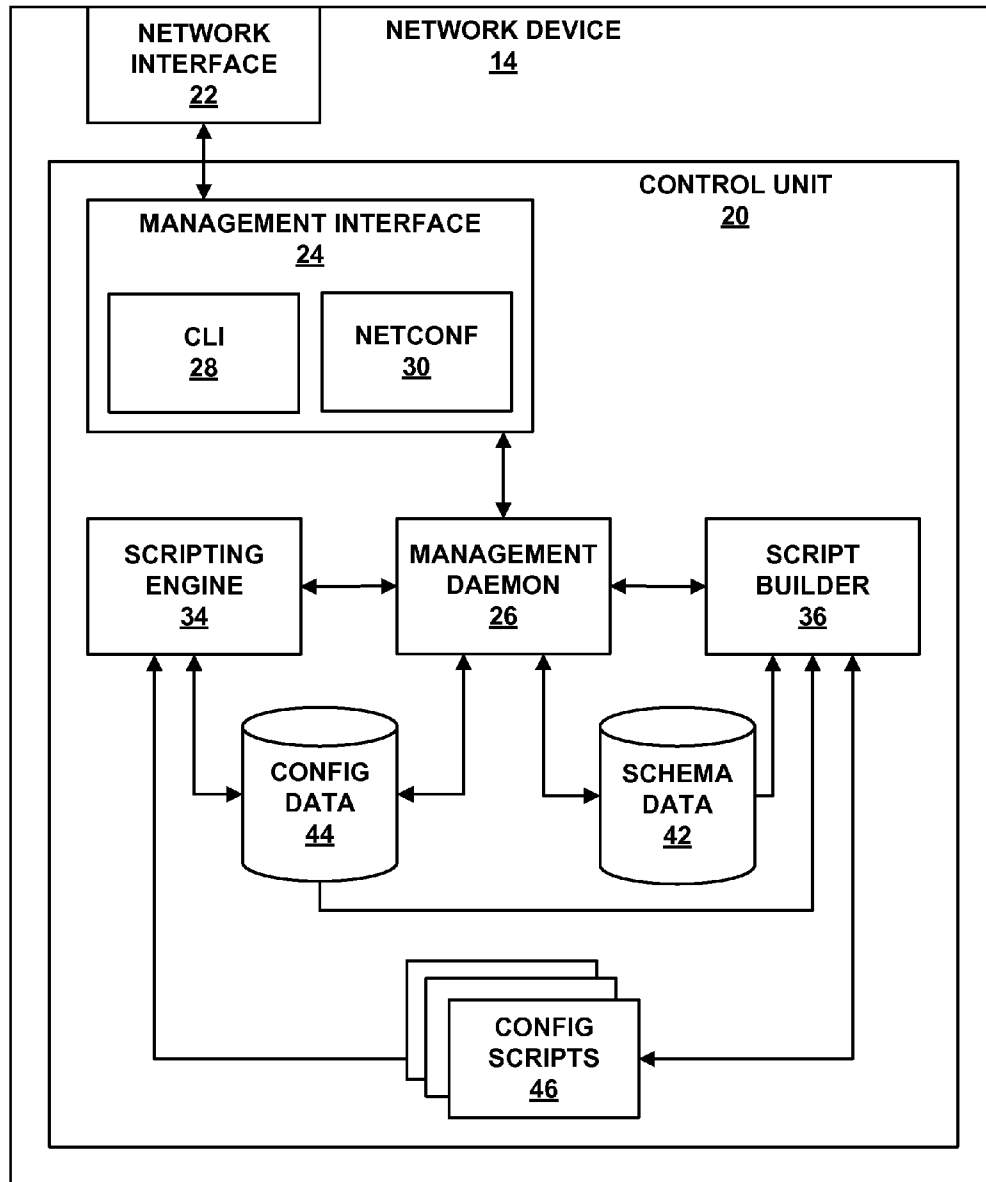 NETWORK
INTERFACE
22
NETWORK DEVICE
14
CONTROL UNIT
20
MANAGEMENT INTERFACE
24
CLI
28
NETCONF
30
SCRIPTING
ENGINE
34
MANAGEMENT
DAEMON
26
SCRIPT
BUILDER
36
CONFIG
DATA
44
SCHEMA
DATA
42
CONFIG
SCRIPTS
46